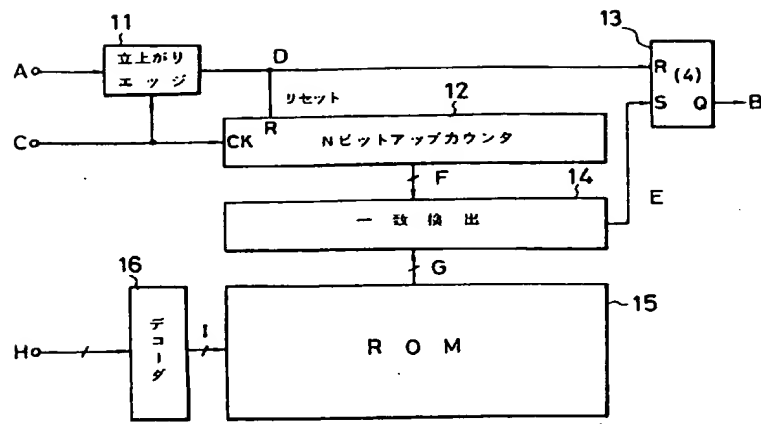 11
立上がり
エッジ
A
D
13
R
(4)
S
Q
B
リセット
12
C
CK
R
Nビットアップカウンタ
F
14
一致検出
E
G
16
デコーダ
H
I
15
ROM